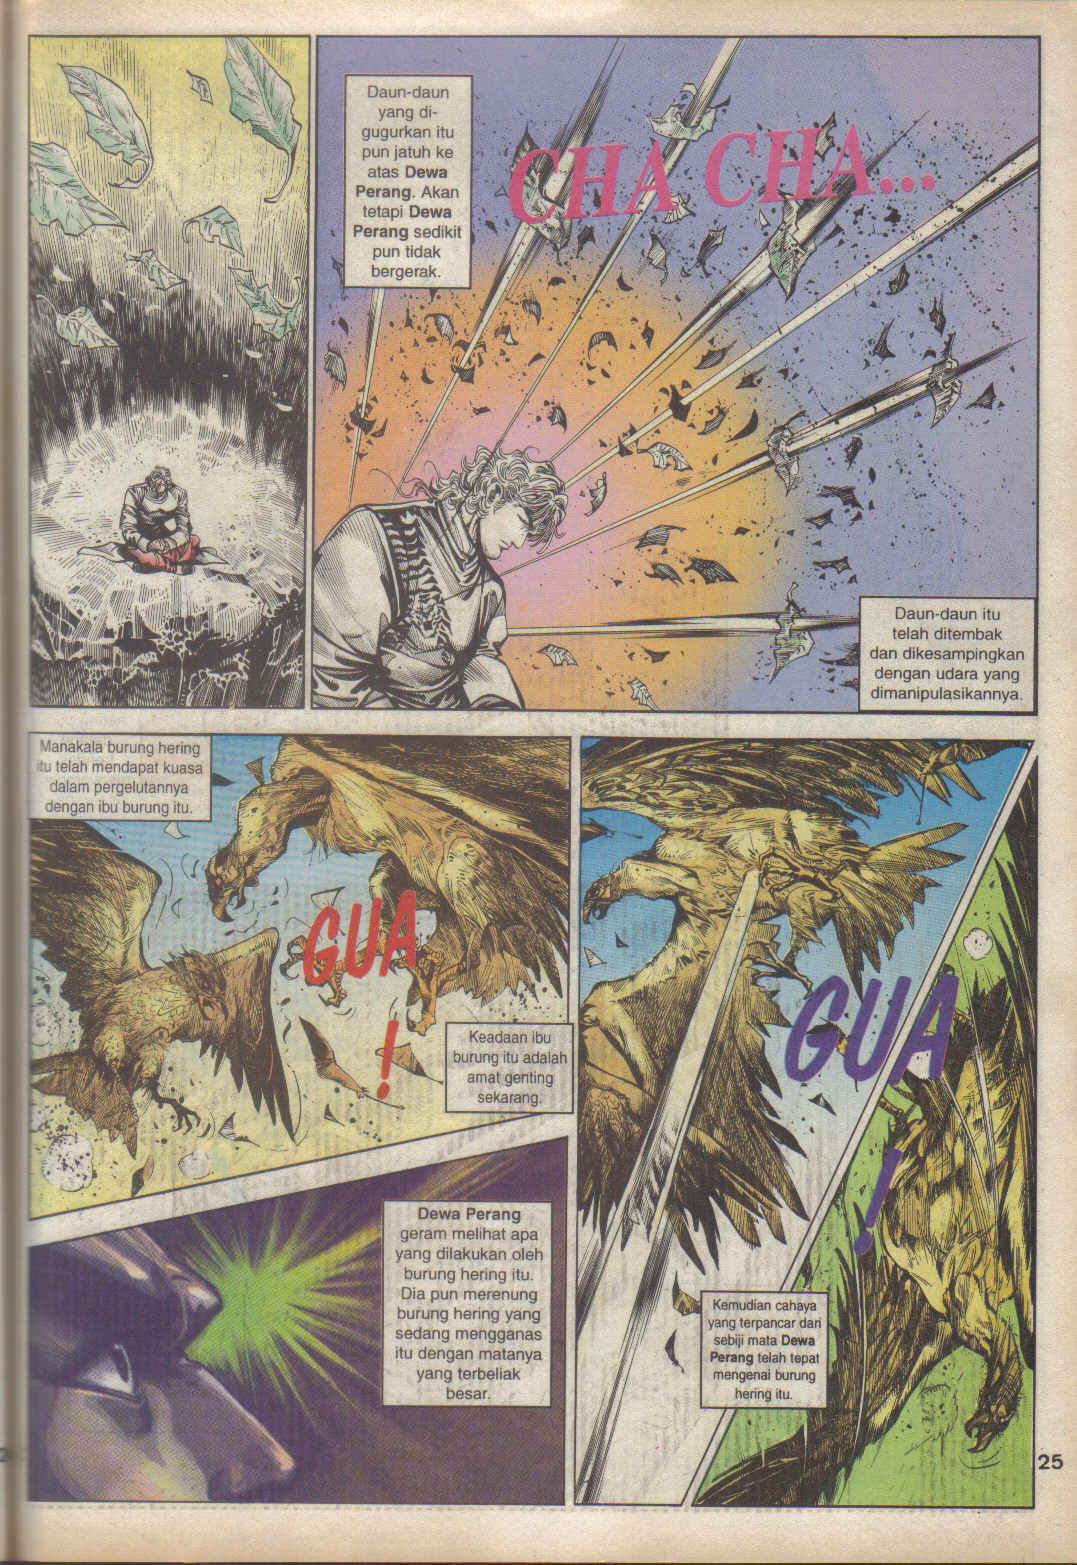 Daun-daun
yang di-
gugurkan itu
pun jatuh ke
atas Dewa
Perang. Akan
tetapi Dewa
Perang sedikit
pun tidak
bergerak.
CHA CHA...
Daun-daun itu
telah ditembak
dan dikesampingkan
dengan udara yang
dimanipulasikannya.
Manakala burung hering
itu telah mendapat kuasa
dalam pergelutannya
dengan ibu burung itu.
GUA
!
Keadaan ibu
burung itu adalah
amat genting
sekarang.
GUA
!
Dewa Perang
geram melihat apa
yang dilakukan oleh
burung hering itu.
Dia pun merenung
burung hering yang
sedang mengganas
itu dengan matanya
yang terbeliak
besar.
Kemudian cahaya
yang terpancar dari
sebiji mata Dewa
Perang telah tepat
mengenai burung
hering itu.
25